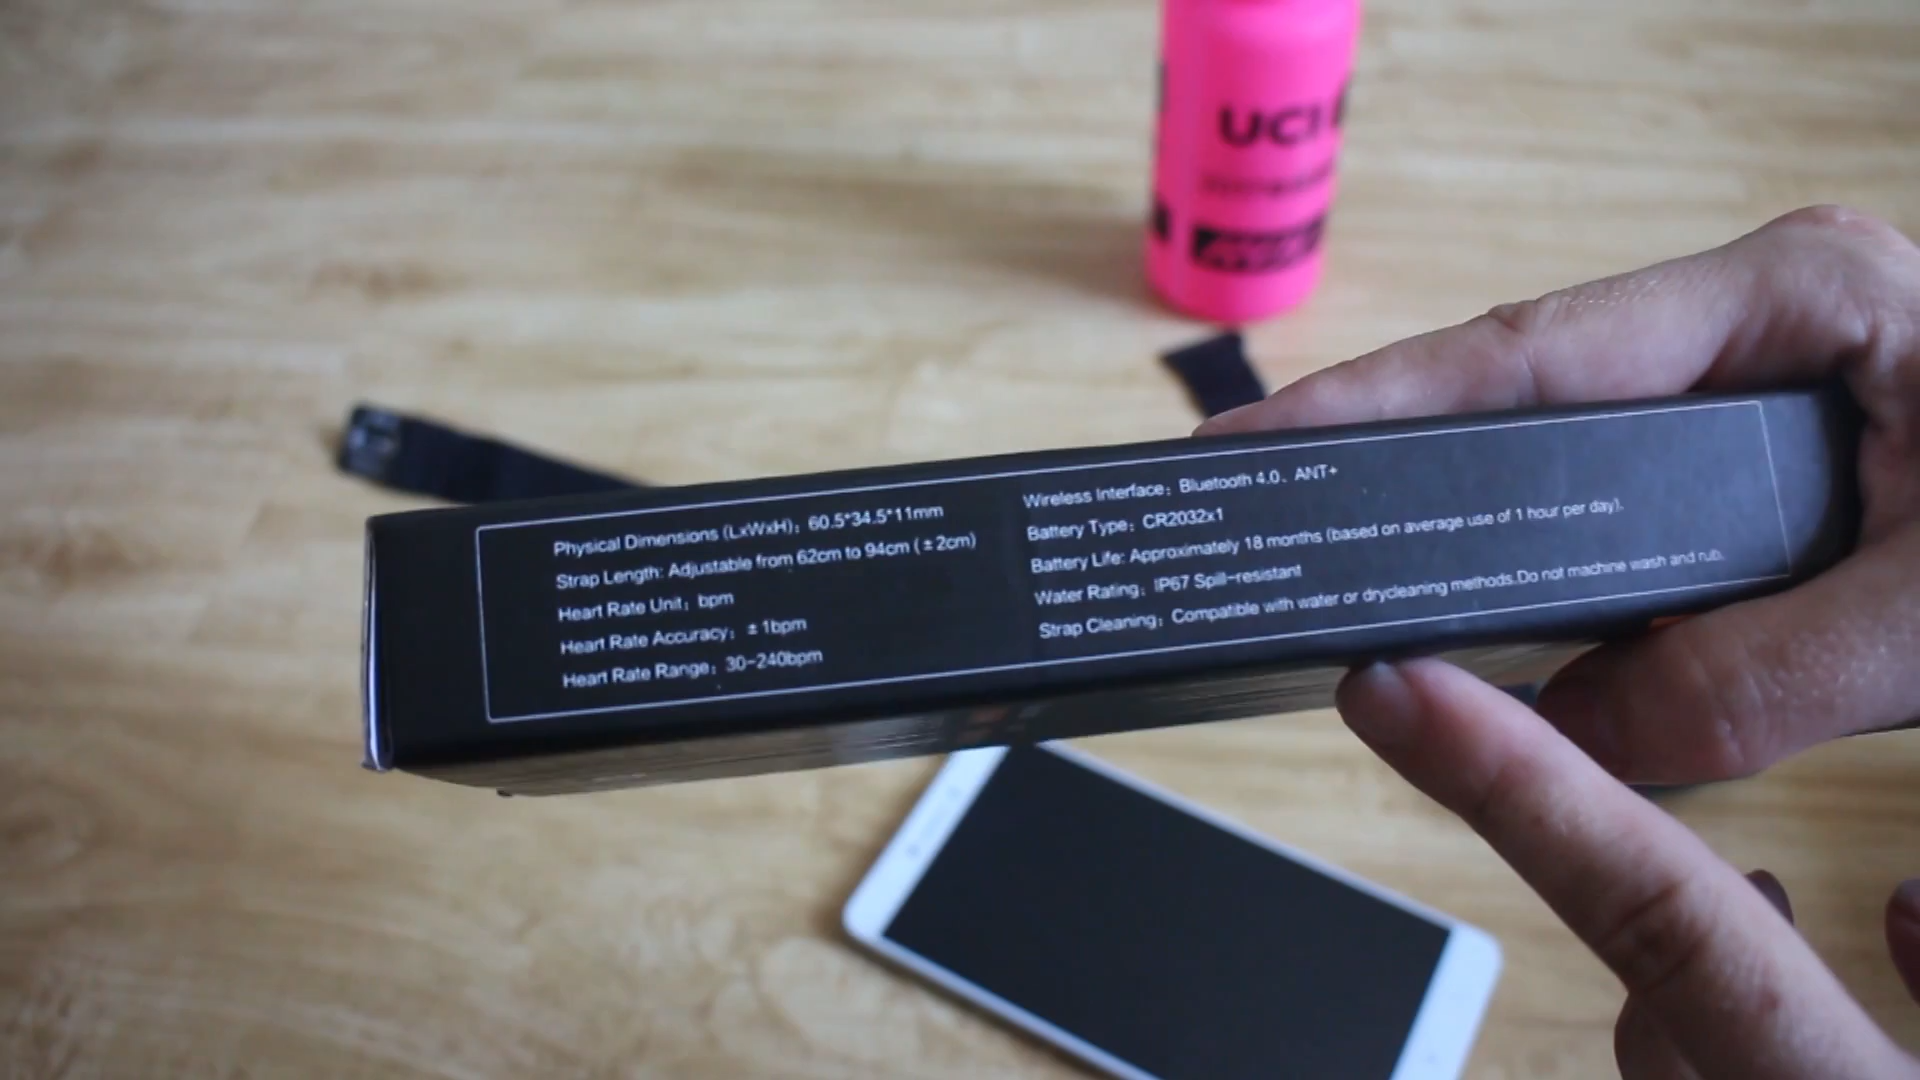 UCI
Physical Dimensions (LxWxH): 60.5*34.5*11mm
Strap Length: Adjustable from 62cm to 94cm (±2cm)
Heart Rate Unit: bpm
Heart Rate Accuracy: ±1bpm
Heart Rate Range: 30-240bpm
Wireless Interface: Bluetooth 4.0、ANT+
Battery Type: CR2032x1
Battery Life: Approximately 18 months (based on average use of 1 hour per day).
Water Rating: IP67 Spill-resistant
Strap Cleaning: Compatible with water or drycleaning methods.Do not machine wash and rub.